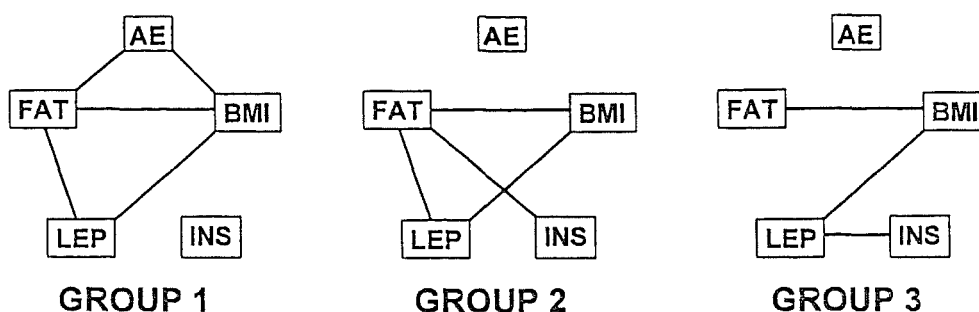 AE AE AE
FAT BMI FAT BMI FAT BMI
LEP INS LEP INS LEP INS
GROUP 1 GROUP 2 GROUP 3